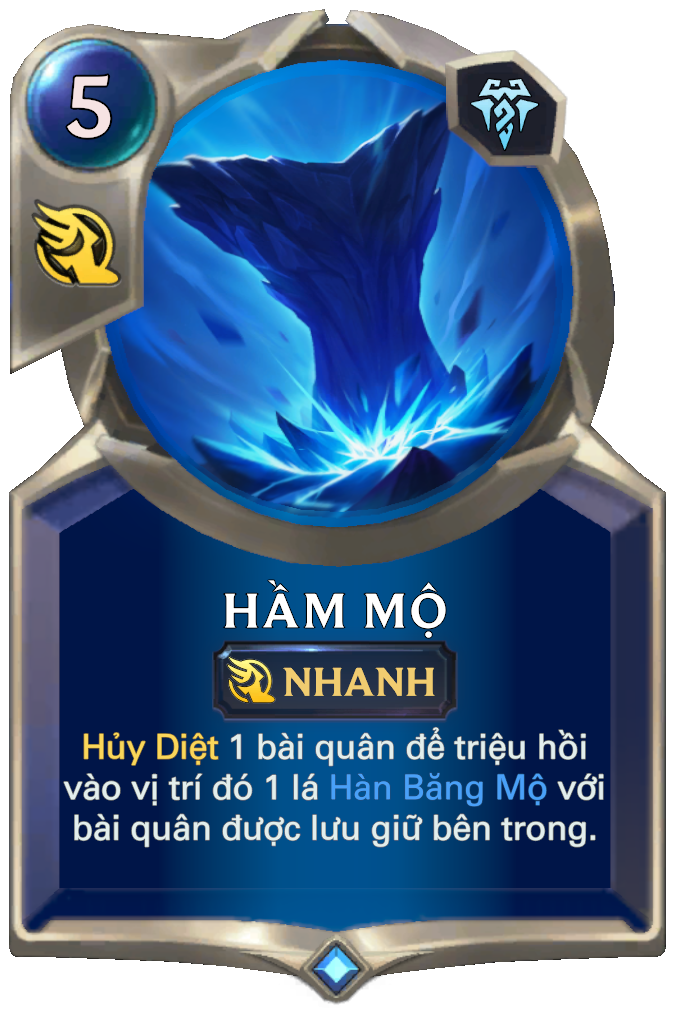 5
HẦM MỘ
NHANH
Hủy Diệt 1 bài quân để triệu hồi
vào vị trí đó 1 lá Hàn Băng Mộ với
bài quân được lưu giữ bên trong.